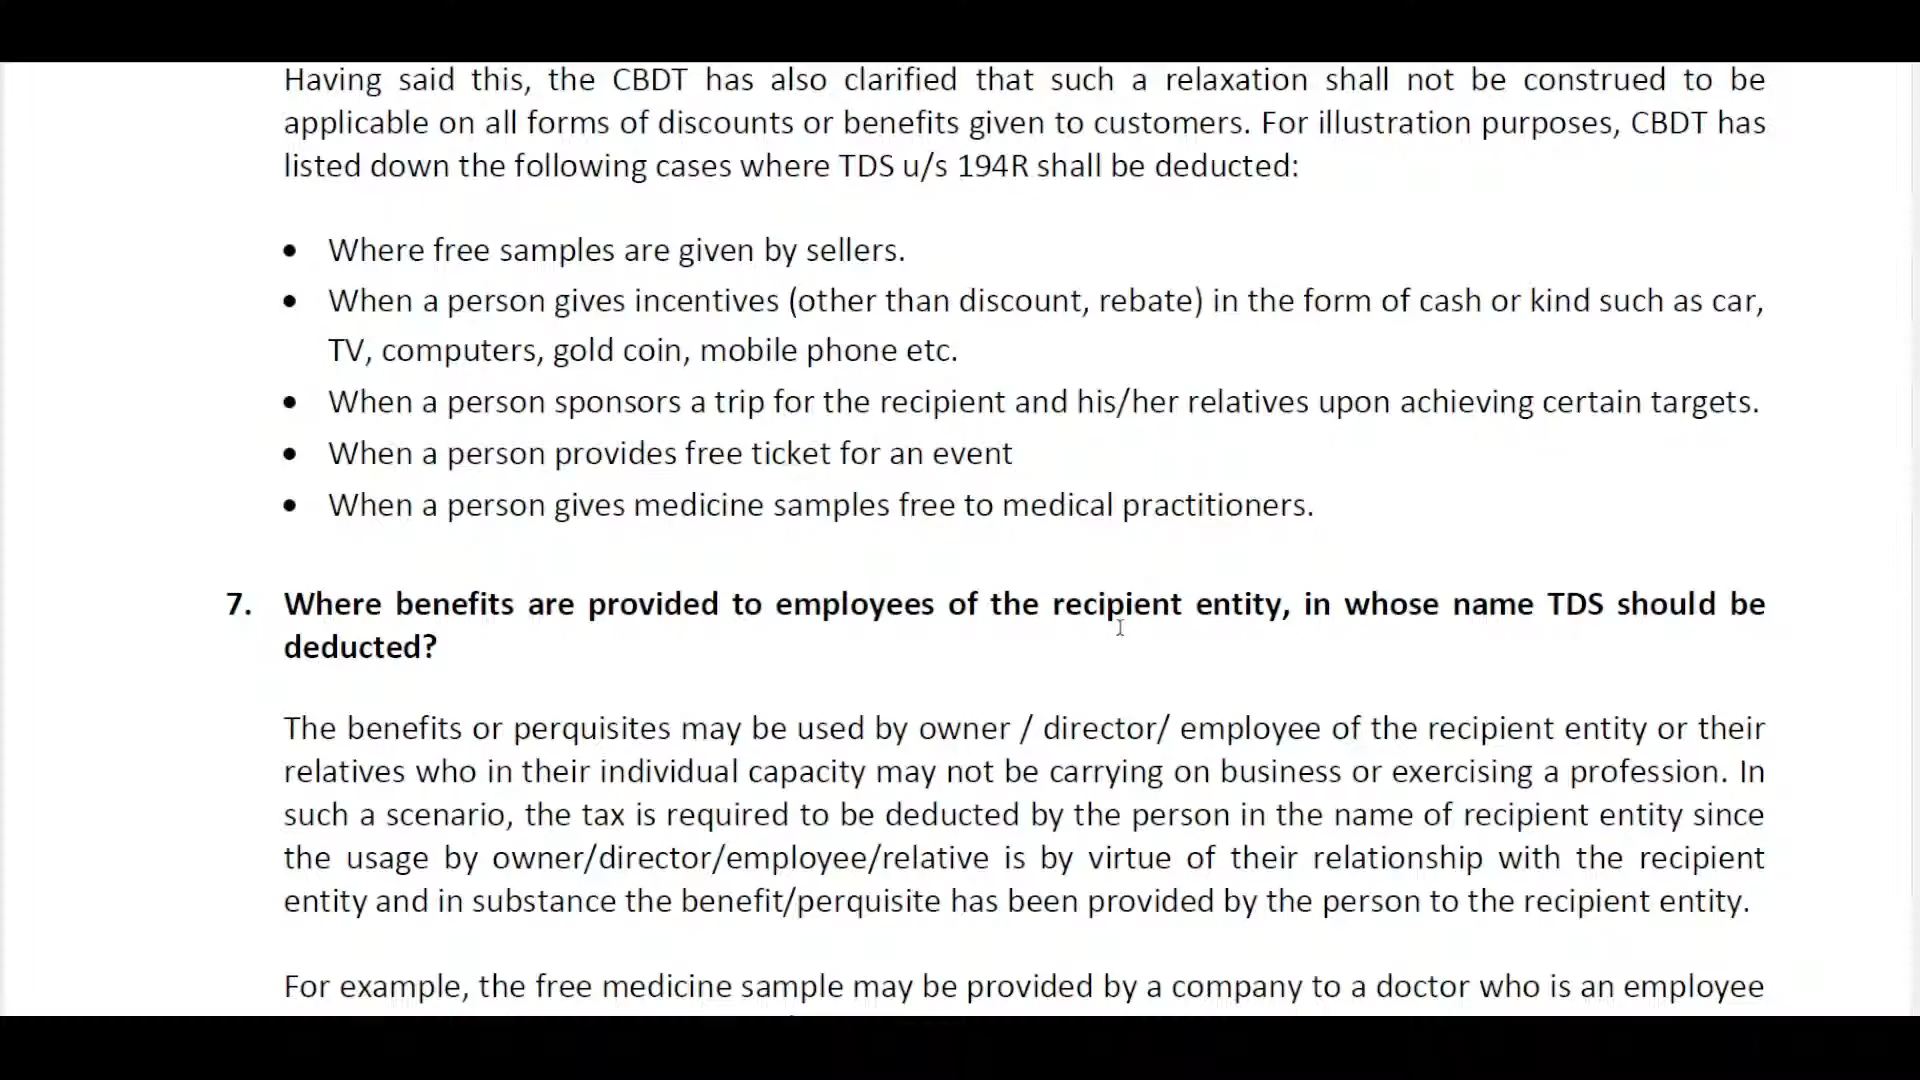 Having said this, the CBDT has also clarified that such a relaxation shall not be construed to be
applicable on all forms of discounts or benefits given to customers. For illustration purposes, CBDT has
listed down the following cases where TDS u/s 194R shall be deducted:
• Where free samples are given by sellers.
• When a person gives incentives (other than discount, rebate) in the form of cash or kind such as car,
TV, computers, gold coin, mobile phone etc.
• When a person sponsors a trip for the recipient and his/her relatives upon achieving certain targets.
• When a person provides free ticket for an event
• When a person gives medicine samples free to medical practitioners.
7. Where benefits are provided to employees of the recipient entity, in whose name TDS should be
deducted?
The benefits or perquisites may be used by owner / director/ employee of the recipient entity or their
relatives who in their individual capacity may not be carrying on business or exercising a profession. In
such a scenario, the tax is required to be deducted by the person in the name of recipient entity since
the usage by owner/director/employee/relative is by virtue of their relationship with the recipient
entity and in substance the benefit/perquisite has been provided by the person to the recipient entity.
For example, the free medicine sample may be provided by a company to a doctor who is an employee